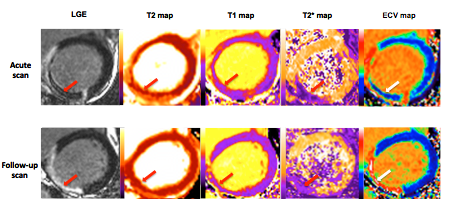 LGE T2 map T1 map T2* map ECV map
Acute
scan
Follow-up
scan